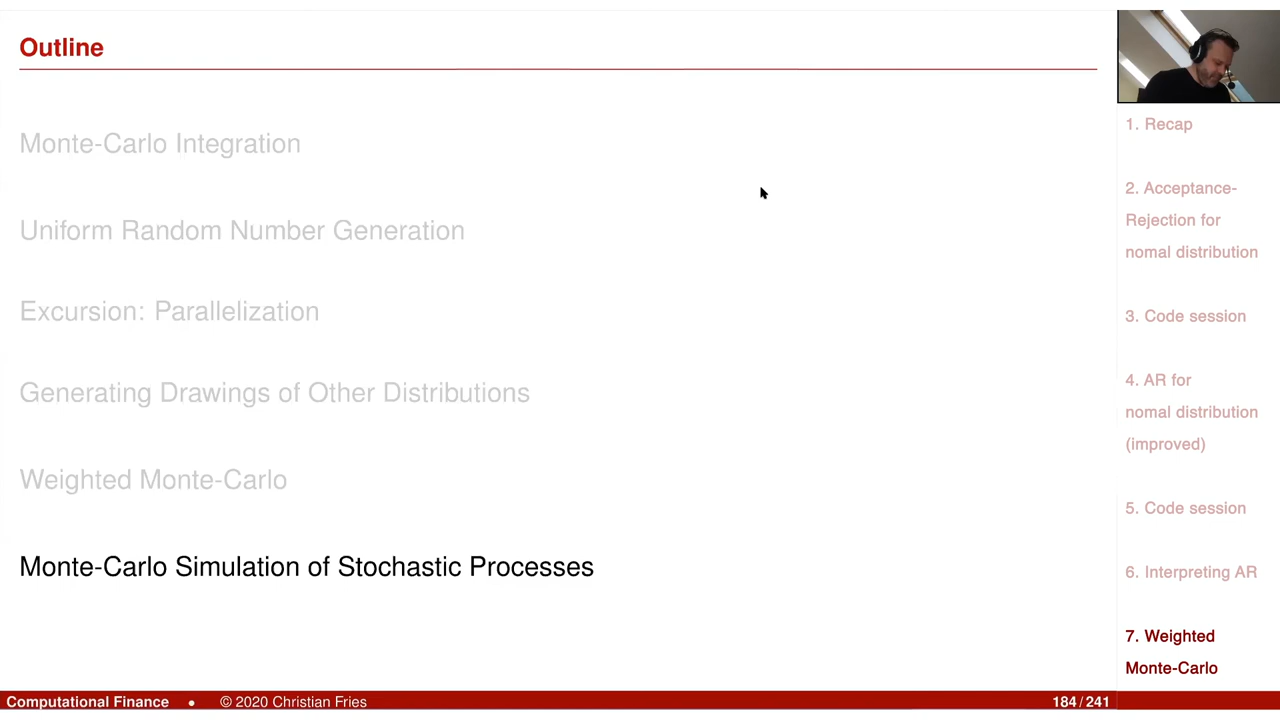 Outline
Monte-Carlo Integration
Uniform Random Number Generation
Excursion: Parallelization
Generating Drawings of Other Distributions
Weighted Monte-Carlo
Monte-Carlo Simulation of Stochastic Processes
1. Recap
2. Acceptance-
Rejection for
nomal distribution
3. Code session
4. AR for
nomal distribution
(improved)
5. Code session
6. Interpreting AR
7. Weighted
Monte-Carlo
Computational Finance • © 2020 Christian Fries 184 / 241